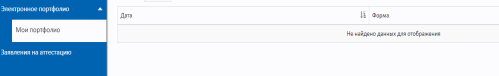 Электронное портфолио
Дата
Форма
Мои портфолио
Не найдено данных для отображения
Заявления на аттестацию